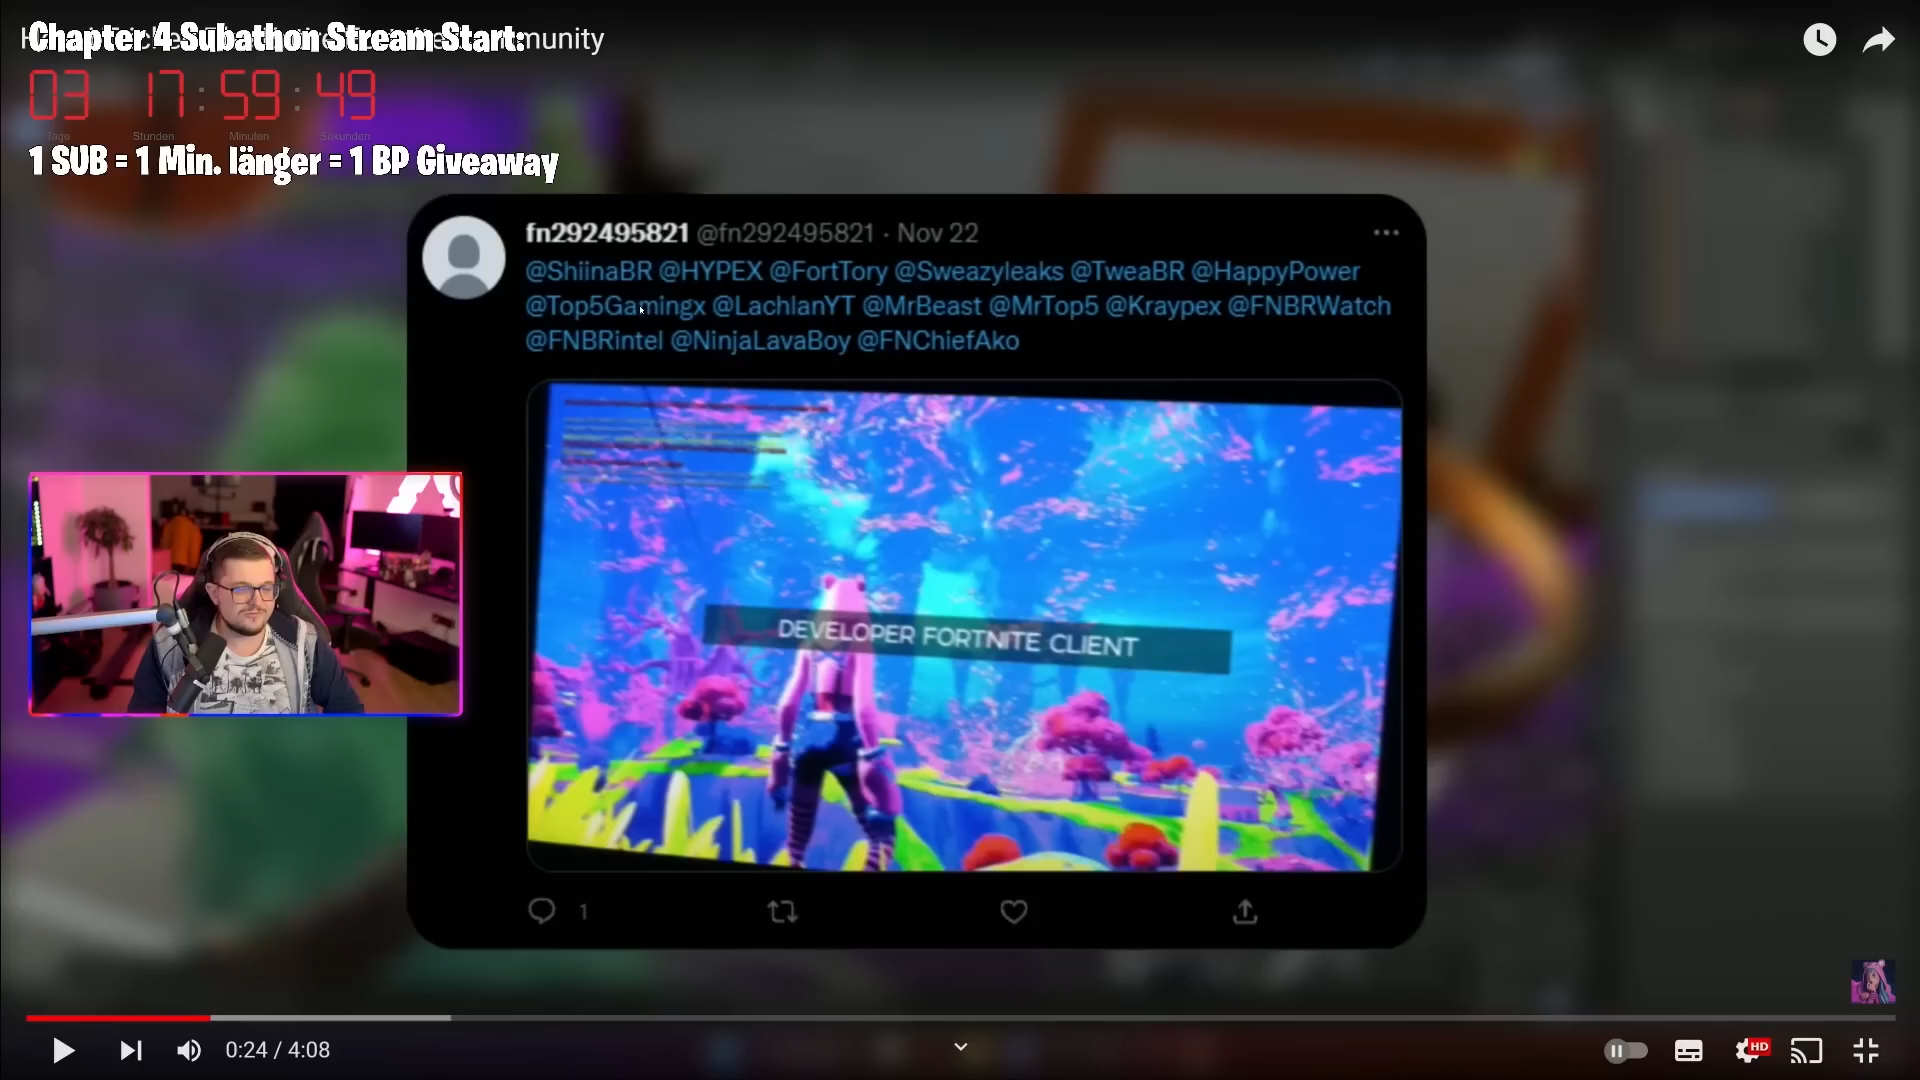 Chapter 4 Subathon Stream Start:
munity
03 17:59:49
Tage Stunden Minuten Sekunden
1 SUB = 1 Min. länger = 1 BP Giveaway
fn292495821 @fn292495821 · Nov 22
@ShiinaBR @HYPEX @FortTory @Sweazyleaks @TweaBR @HappyPower
@Top5Gamingx @LachlanYT @MrBeast @MrTop5 @Kraypex @FNBRWatch
@FNBRintel @NinjaLavaBoy @FNChiefAko
DEVELOPER FORTNITE CLIENT
1
0:24 / 4:08
HD